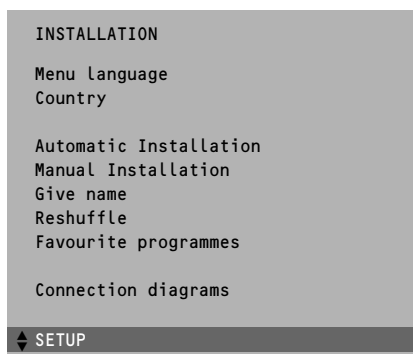 INSTALLATION
Menu language
Country
Automatic Installation
Manual Installation
Give name
Reshuffle
Favourite programmes
Connection diagrams
SETUP